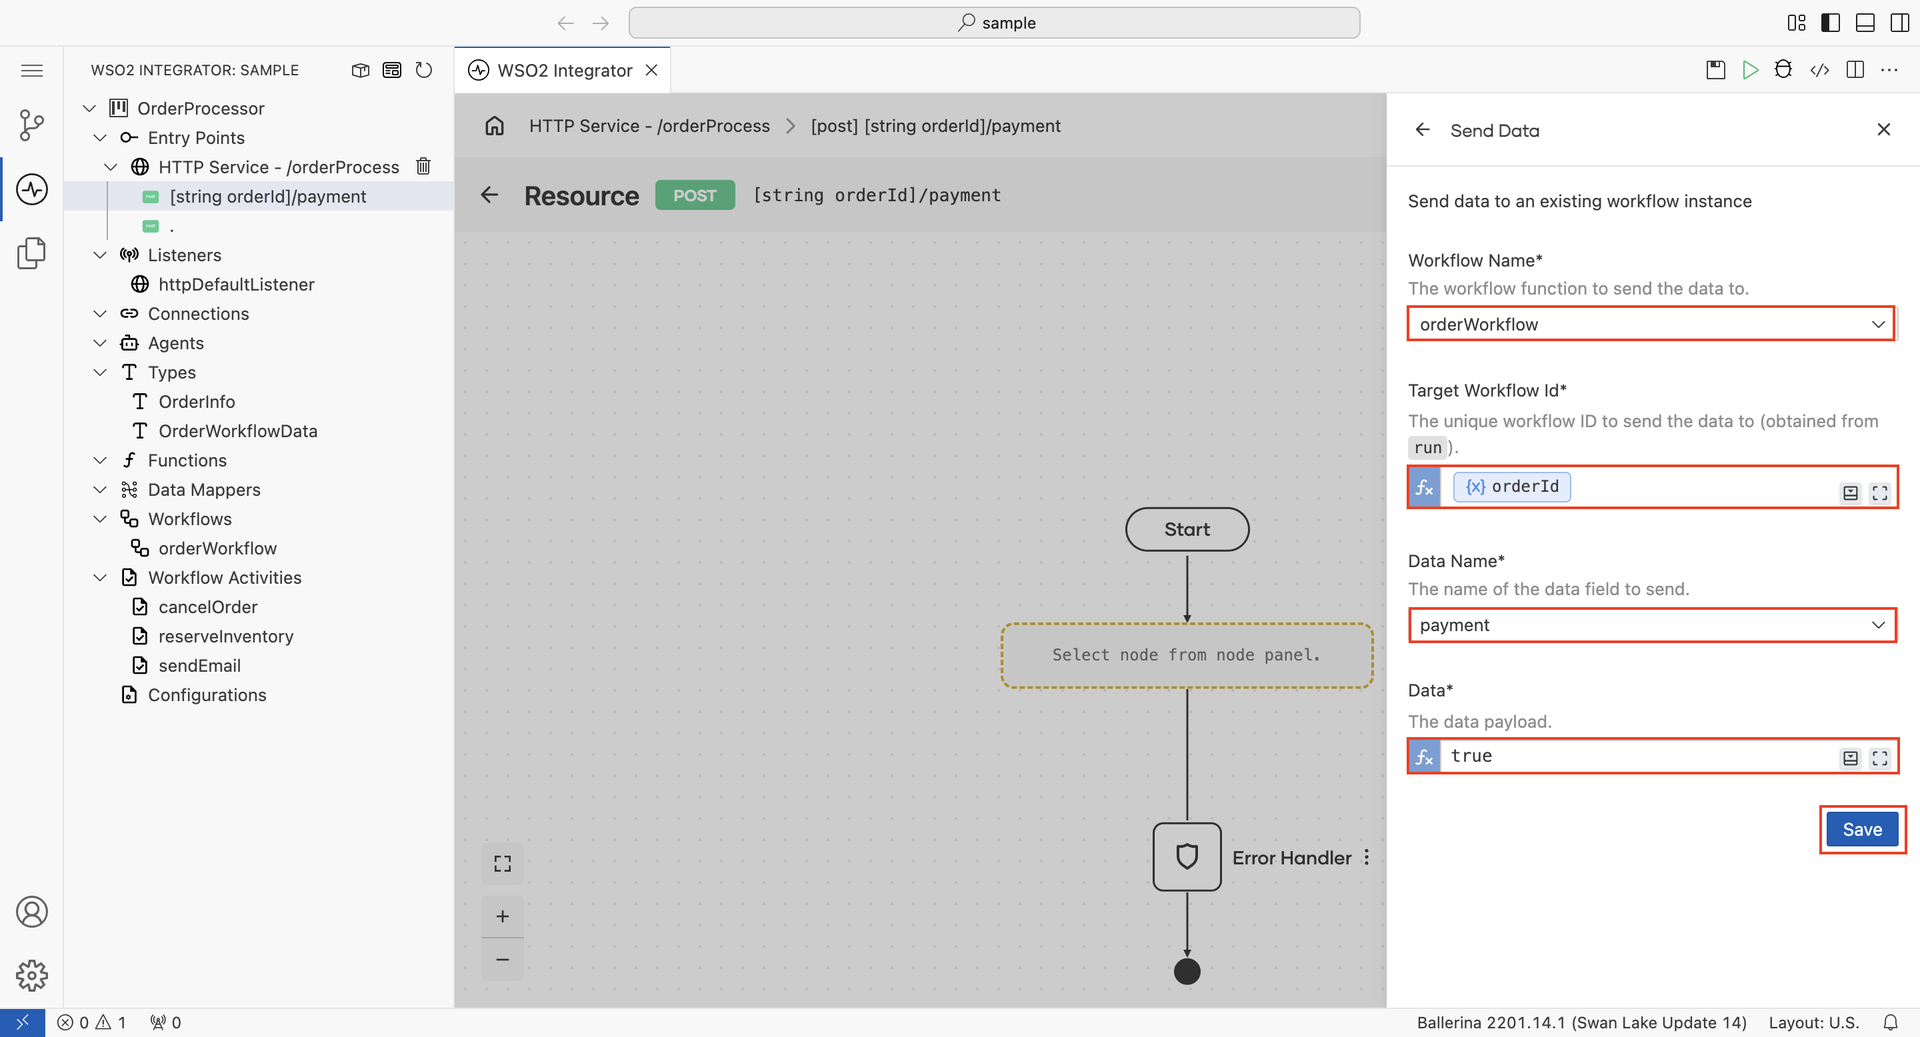 sample
WSO2 INTEGRATOR: SAMPLE
WSO2 Integrator
OrderProcessor
Entry Points
HTTP Service - /orderProcess
[string orderId]/payment
.
Listeners
httpDefaultListener
Connections
Agents
Types
OrderInfo
OrderWorkflowData
Functions
Data Mappers
Workflows
orderWorkflow
Workflow Activities
cancelOrder
reserveInventory
sendEmail
Configurations
HTTP Service - /orderProcess
[post] [string orderId]/payment
Resource
POST
[string orderId]/payment
Start
Select node from node panel.
Error Handler
Send Data
Send data to an existing workflow instance
Workflow Name*
The workflow function to send the data to.
orderWorkflow
Target Workflow Id*
The unique workflow ID to send the data to (obtained from
run).
fx {x} orderId
Data Name*
The name of the data field to send.
payment
Data*
The data payload.
fx true
Save
0 1 0
Ballerina 2201.14.1 (Swan Lake Update 14)
Layout: U.S.